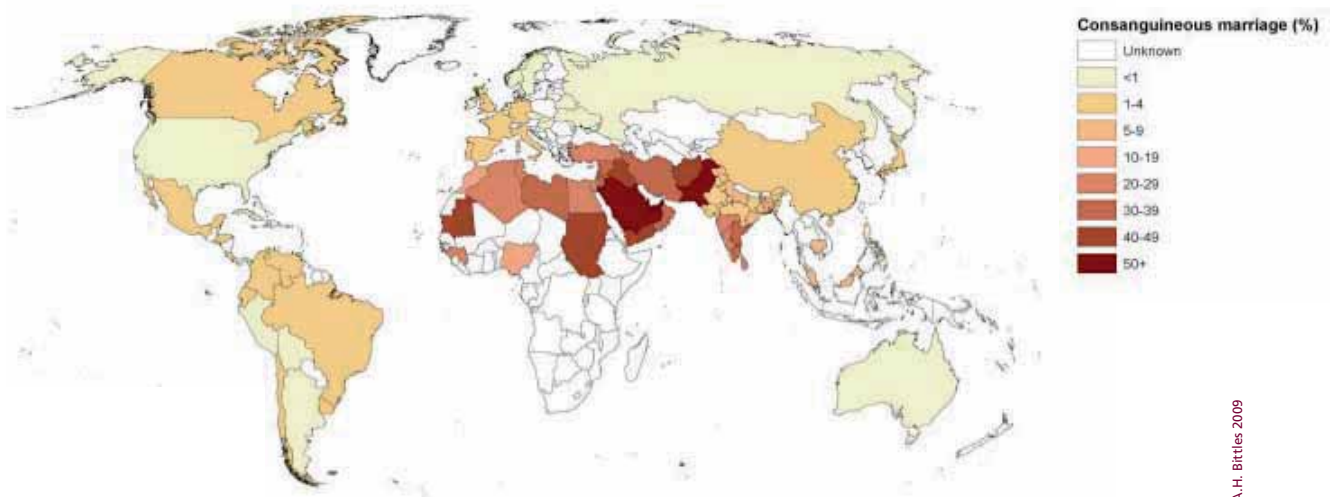 Consanguineous marriage (%)
Unknown
<1
1-4
5-9
10-19
20-29
30-39
40-49
50+
A.H. Bittles 2009